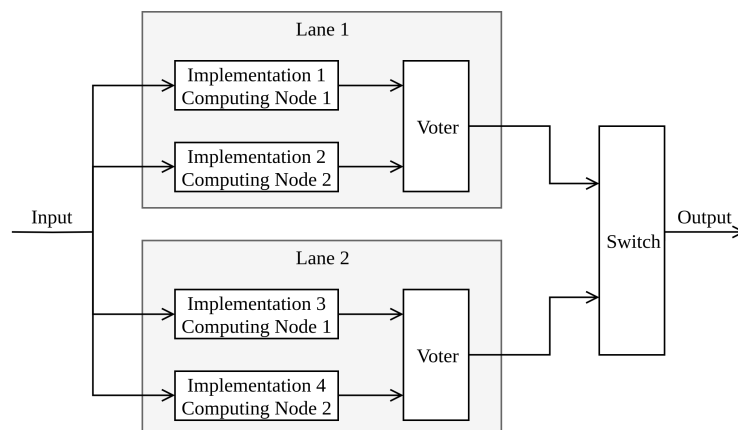 Lane 1
Implementation 1
Computing Node 1
Implementation 2
Computing Node 2
Voter
Input
Switch
Output
Lane 2
Implementation 3
Computing Node 1
Implementation 4
Computing Node 2
Voter